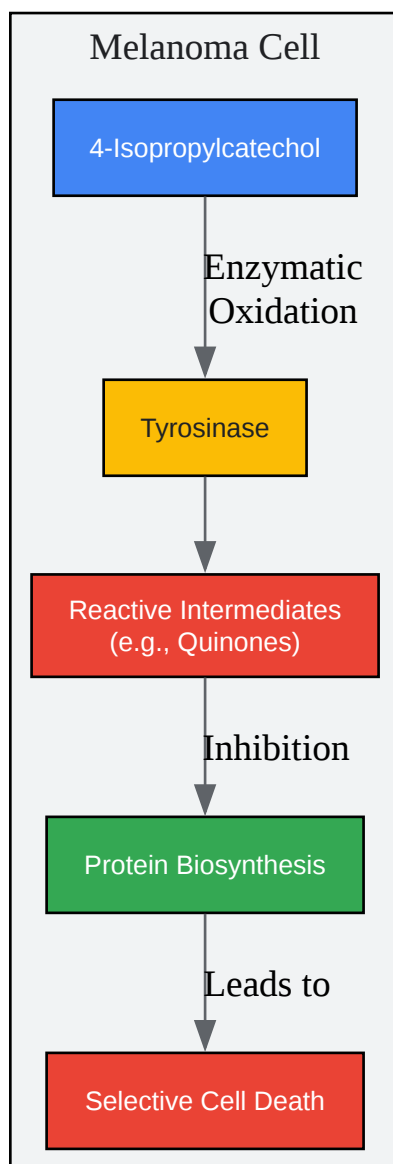 Melanoma Cell
4-Isopropylcatechol
Enzymatic
Oxidation
Tyrosinase
Reactive Intermediates
(e.g., Quinones)
Inhibition
Protein Biosynthesis
Leads to
Selective Cell Death